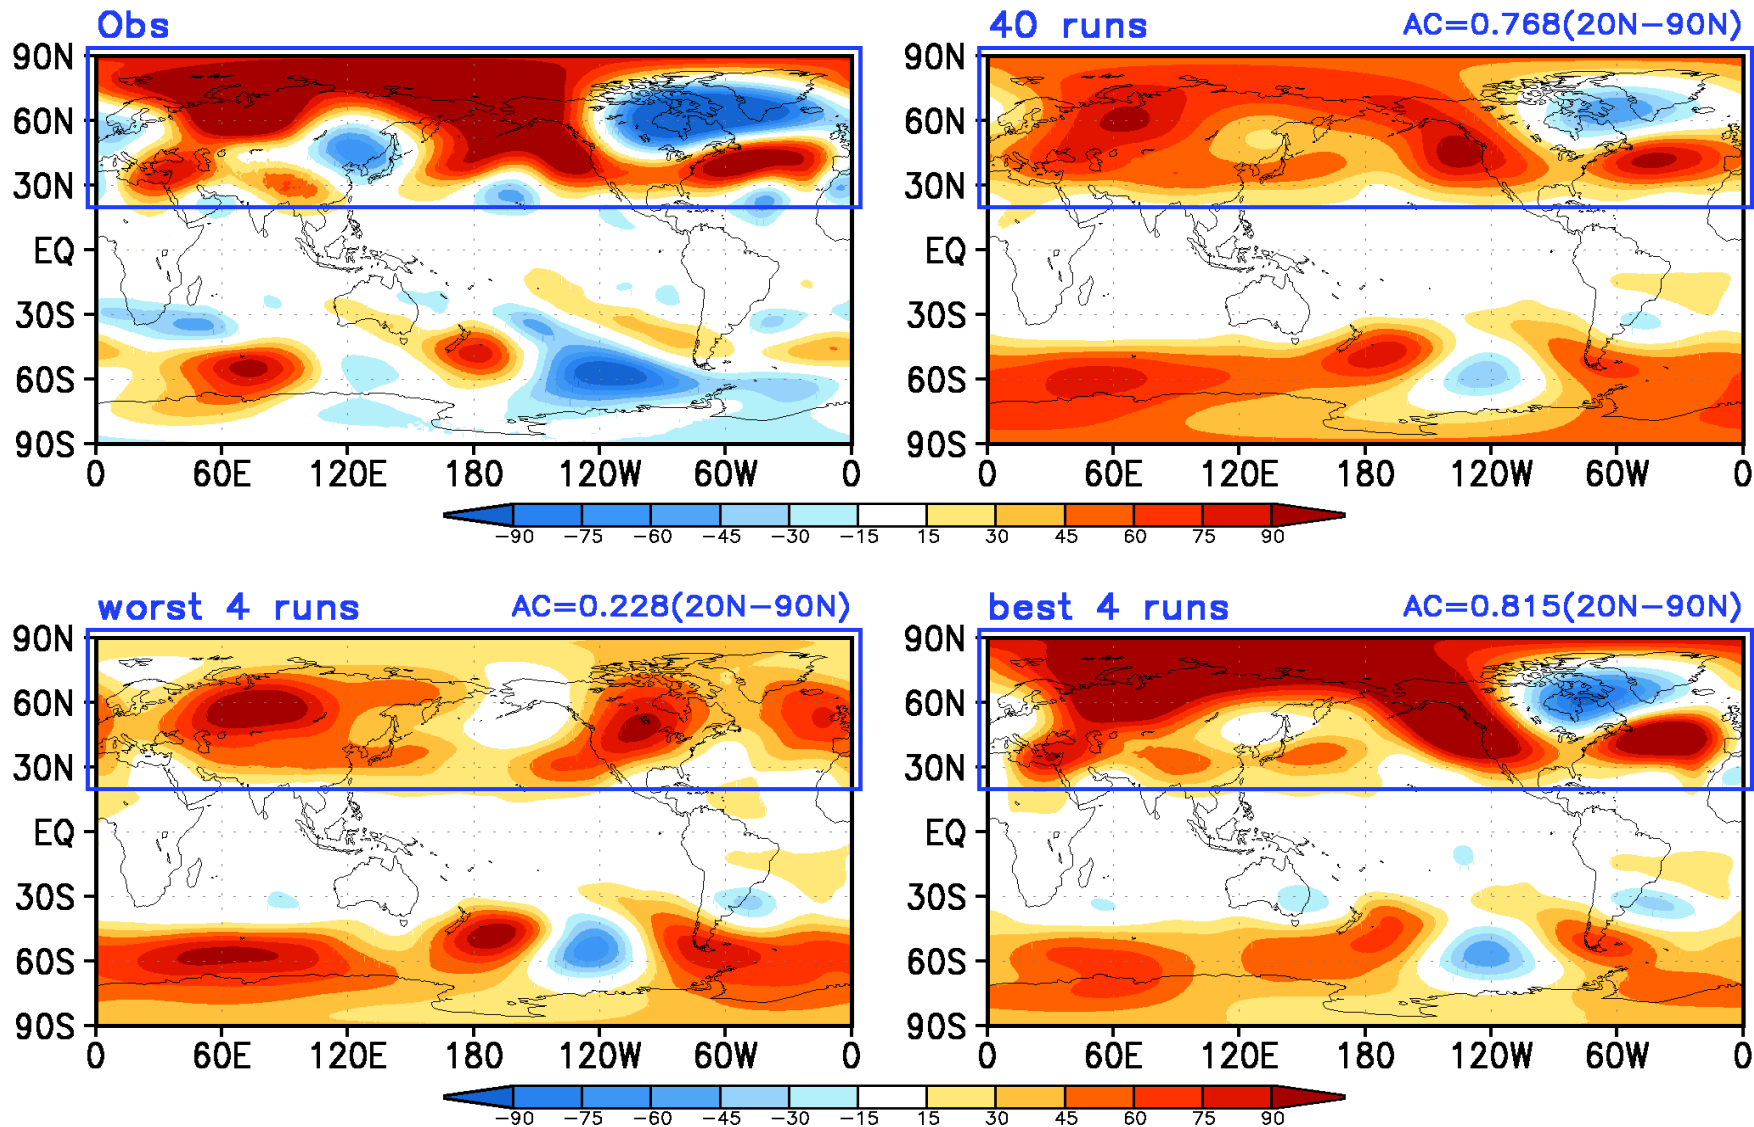 Obs
40 runs AC=0.768(20N−90N)
90N 90N
60N 60N
30N 30N
EQ EQ
30S 30S
60S 60S
90S 90S
0 60E 120E 180 120W 60W 0 0 60E 120E 180 120W 60W 0
−90 −75 −60 −45 −30 −15 15 30 45 60 75 90
worst 4 runs AC=0.228(20N−90N)
best 4 runs AC=0.815(20N−90N)
90N 90N
60N 60N
30N 30N
EQ EQ
30S 30S
60S 60S
90S 90S
0 60E 120E 180 120W 60W 0 0 60E 120E 180 120W 60W 0
−90 −75 −60 −45 −30 −15 15 30 45 60 75 90